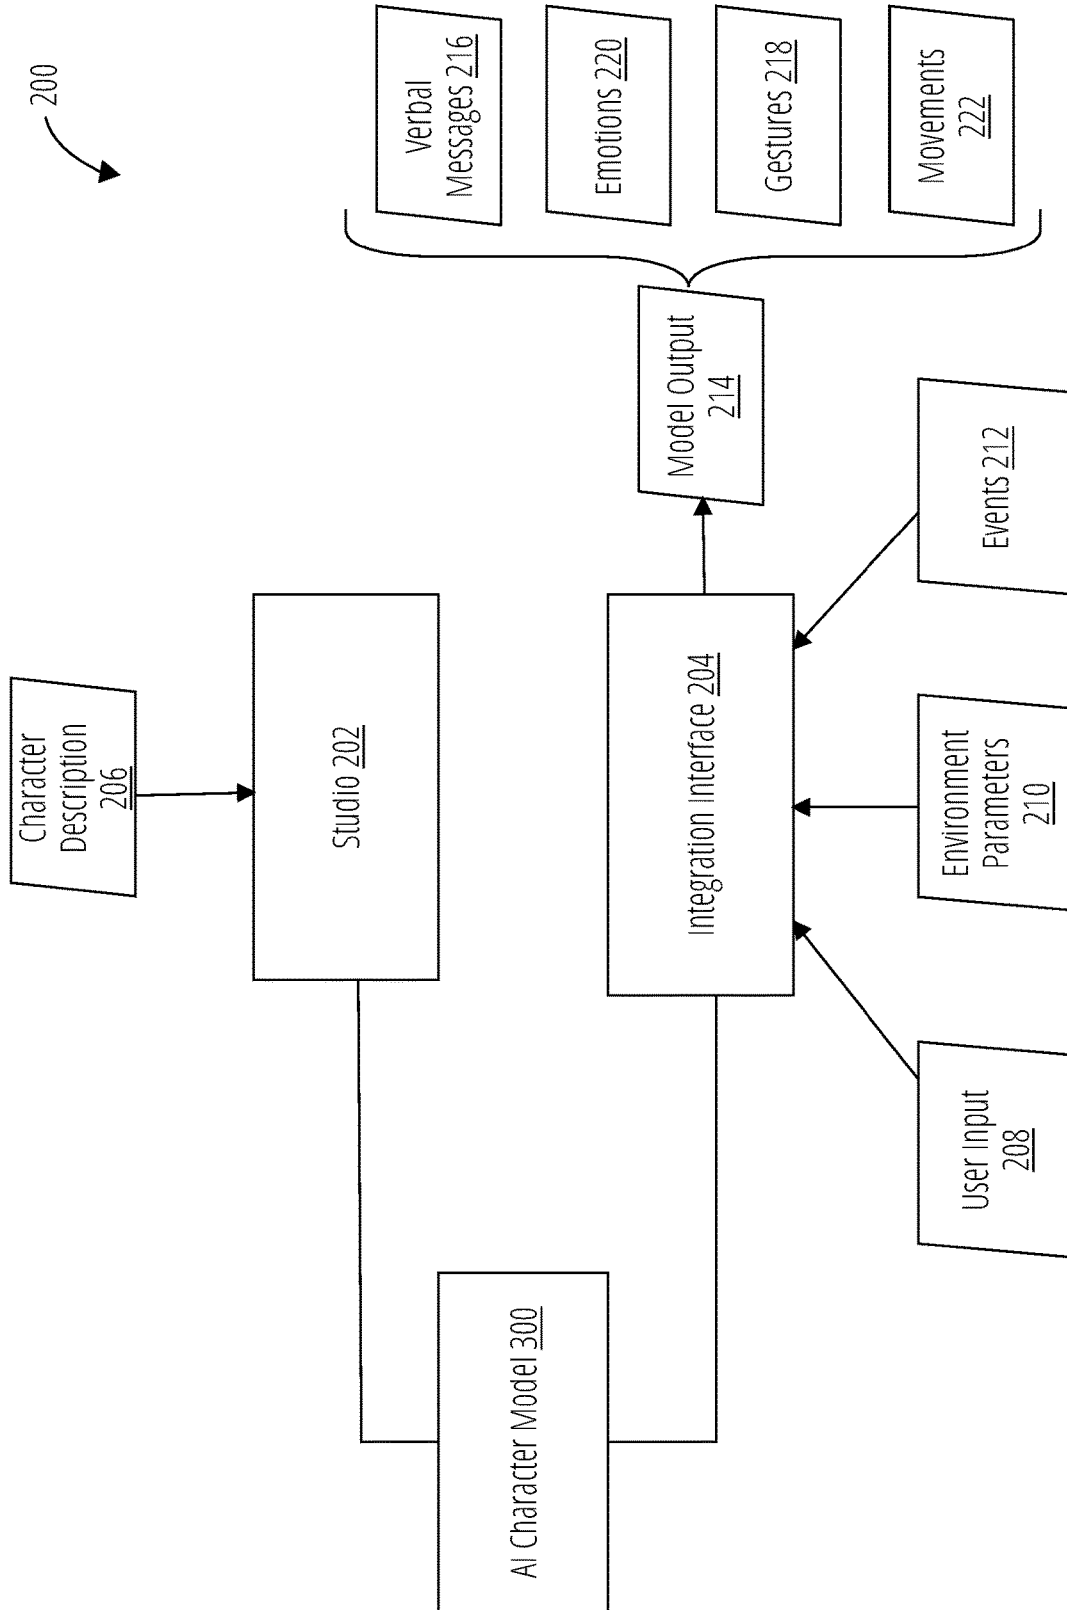 200
Character
Description
206
Studio 202
AI Character Model 300
Integration Interface 204
User Input
208
Environment
Parameters
210
Events 212
Model Output
214
Verbal
Messages 216
Emotions 220
Gestures 218
Movements
222